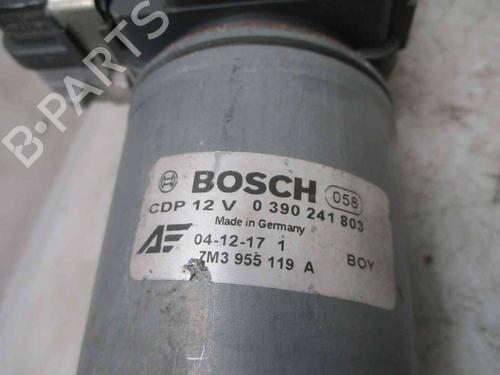 B-PARTS
BOSCH 058
CDP 12 V 0 390 241 803
Made in Germany
AE 04-12-17 1
7M3 955 119 A BOY